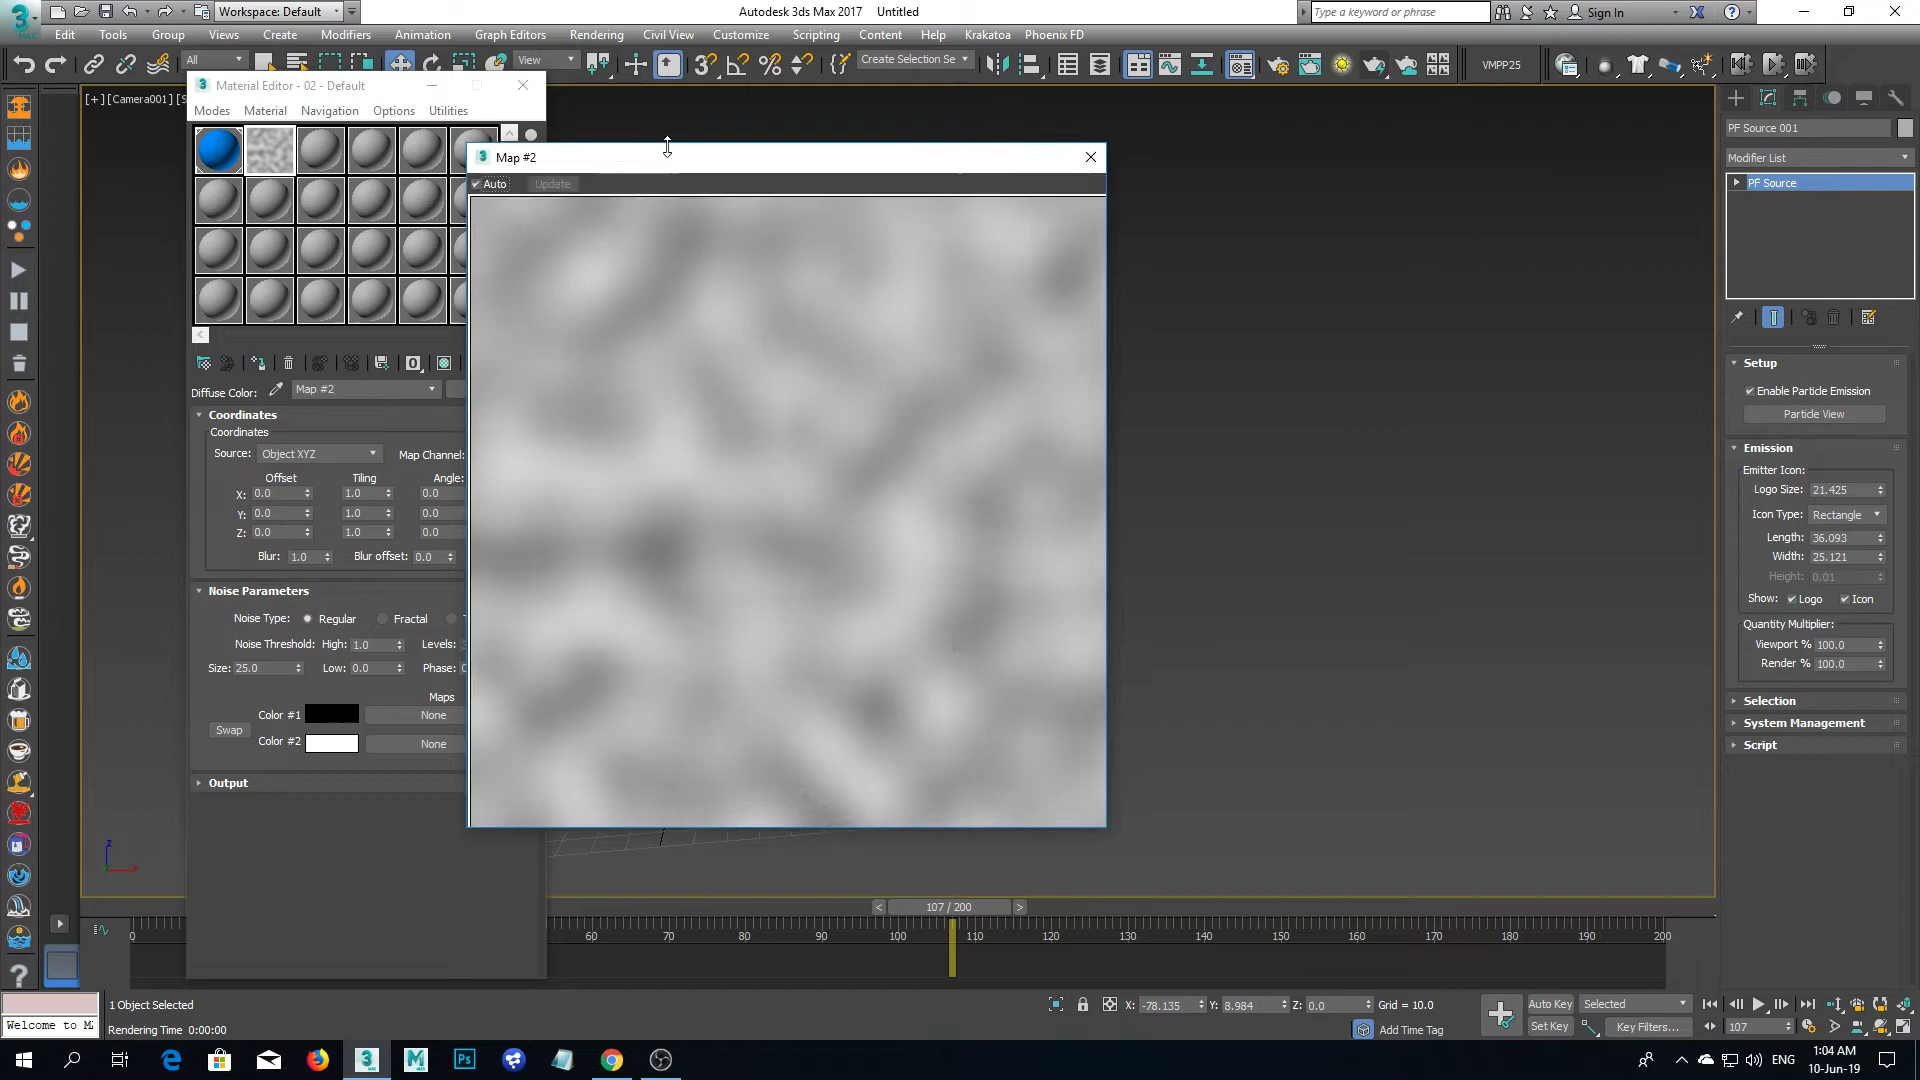 Workspace: Default
Autodesk 3ds Max 2017 Untitled
Type a keyword or phrase
Sign In
Edit Tools Group Views Create Modifiers Animation Graph Editors Rendering Civil View Customize Scripting Content Help Krakatoa Phoenix FD
All
View
Create Selection Se
VMPP25
[+][Camera001][S
Material Editor - 02 - Default
Modes Material Navigation Options Utilities
Map #2
Auto Update
Diffuse Color: Map #2
Coordinates
Coordinates
Source: Object XYZ Map Channel:
Offset Tiling Angle:
X: 0.0 1.0 0.0
Y: 0.0 1.0 0.0
Z: 0.0 1.0 0.0
Blur: 1.0 Blur offset: 0.0
Noise Parameters
Noise Type: Regular Fractal
Noise Threshold: High: 1.0 Levels:
Size: 25.0 Low: 0.0 Phase:
Maps
Color #1 None
Swap
Color #2 None
Output
PF Source 001
Modifier List
PF Source
Setup
Enable Particle Emission
Particle View
Emission
Emitter Icon:
Logo Size: 21.425
Icon Type: Rectangle
Length: 36.093
Width: 25.121
Height: 0.01
Show: Logo Icon
Quantity Multiplier:
Viewport % 100.0
Render % 100.0
Selection
System Management
Script
< 107 / 200 >
0 60 70 80 90 100 110 120 130 140 150 160 170 180 190 200
1 Object Selected
X: -78.135 Y: 8.984 Z: 0.0 Grid = 10.0
Auto Key Selected
Welcome to M
Rendering Time 0:00:00
Add Time Tag
Set Key Key Filters... 107
ENG
1:04 AM
10-Jun-19